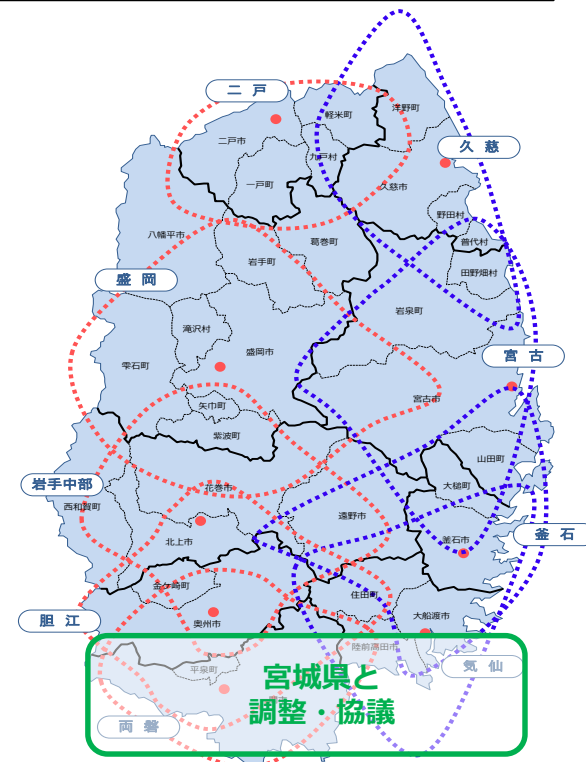 二 戸
軽米町
洋野町
二戸市
久 慈
九戸村
一戸町
久慈市
野田村
八幡平市
葛巻町
普代村
岩手町
田野畑村
盛 岡
岩泉町
滝沢村
盛岡市
宮 古
雫石町
宮古市
矢巾町
紫波町
山田町
岩手中部
花巻市
大槌町
西和賀町
遠野市
北上市
釜石市
釜 石
金ケ崎町
住田町
大船渡市
胆 江
奥州市
陸前高田市
平泉町
気 仙
宮城県と
調整・協議
両 磐